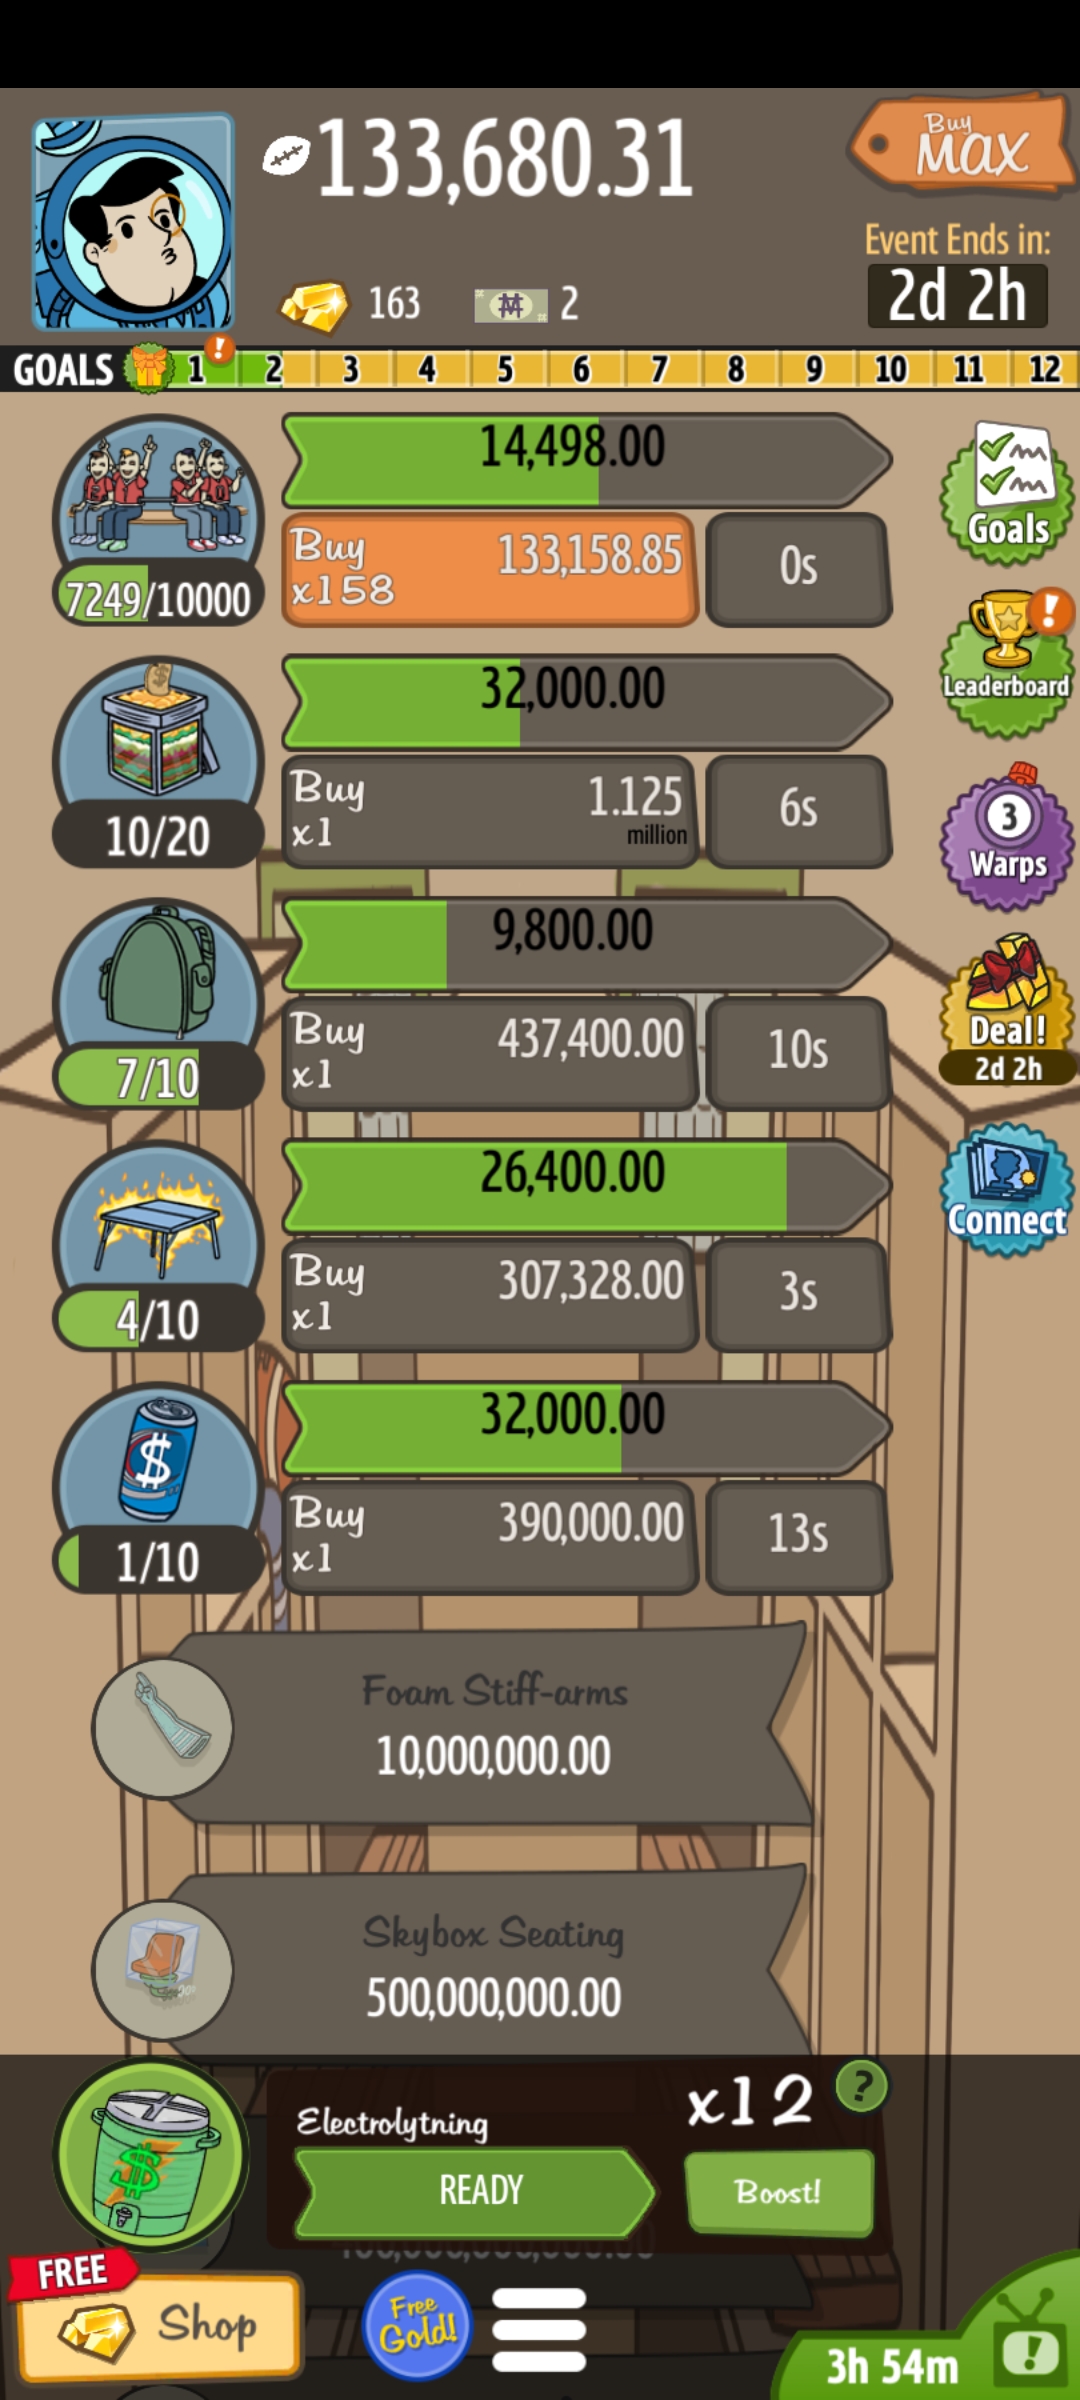 133,680.31
Buy
MAX
Event Ends in:
2d 2h
163
2
GOALS 1 ! 2 3 4 5 6 7 8 9 10 11 12
14,498.00
Buy
x158
133,158.85
0s
7249/10000
Goals
!
Leaderboard
32,000.00
Buy
x1
1.125
million
6s
10/20
3
Warps
9,800.00
Buy
x1
437,400.00
10s
7/10
Deal!
2d 2h
26,400.00
Buy
x1
307,328.00
3s
4/10
Connect
32,000.00
Buy
x1
390,000.00
13s
1/10
Foam Stiff-arms
10,000,000.00
Skybox Seating
500,000,000.00
Electrolytning
x12
?
READY
Boost!
FREE
Shop
Free
Gold!
3h 54m
!